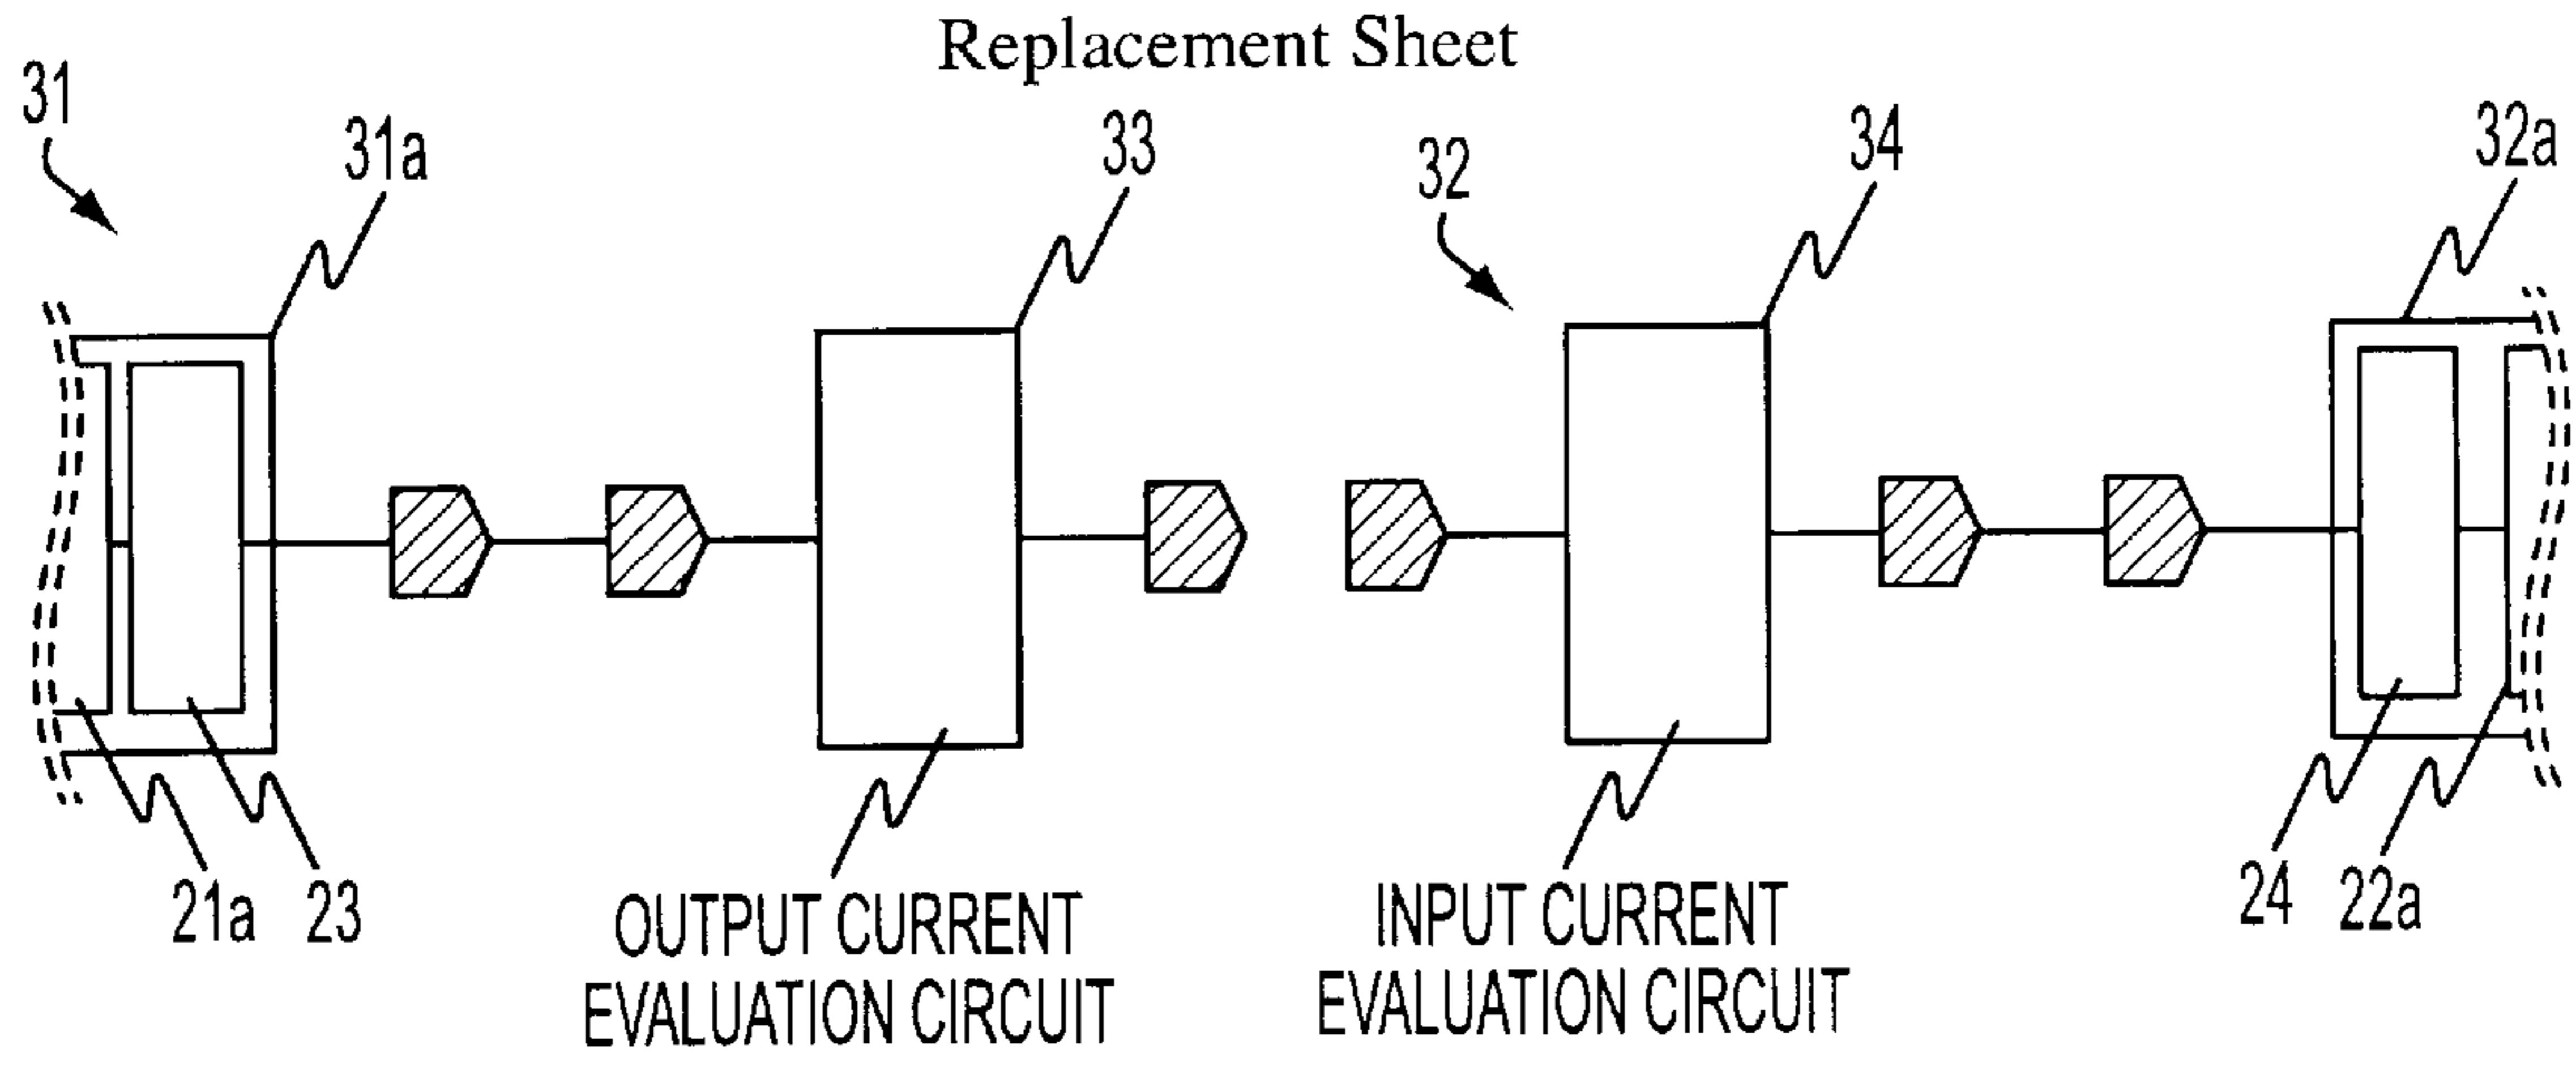 Replacement Sheet
31
31a
33
32
34
32a
21a
23
OUTPUT CURRENT
EVALUATION CIRCUIT
INPUT CURRENT
EVALUATION CIRCUIT
24
22a